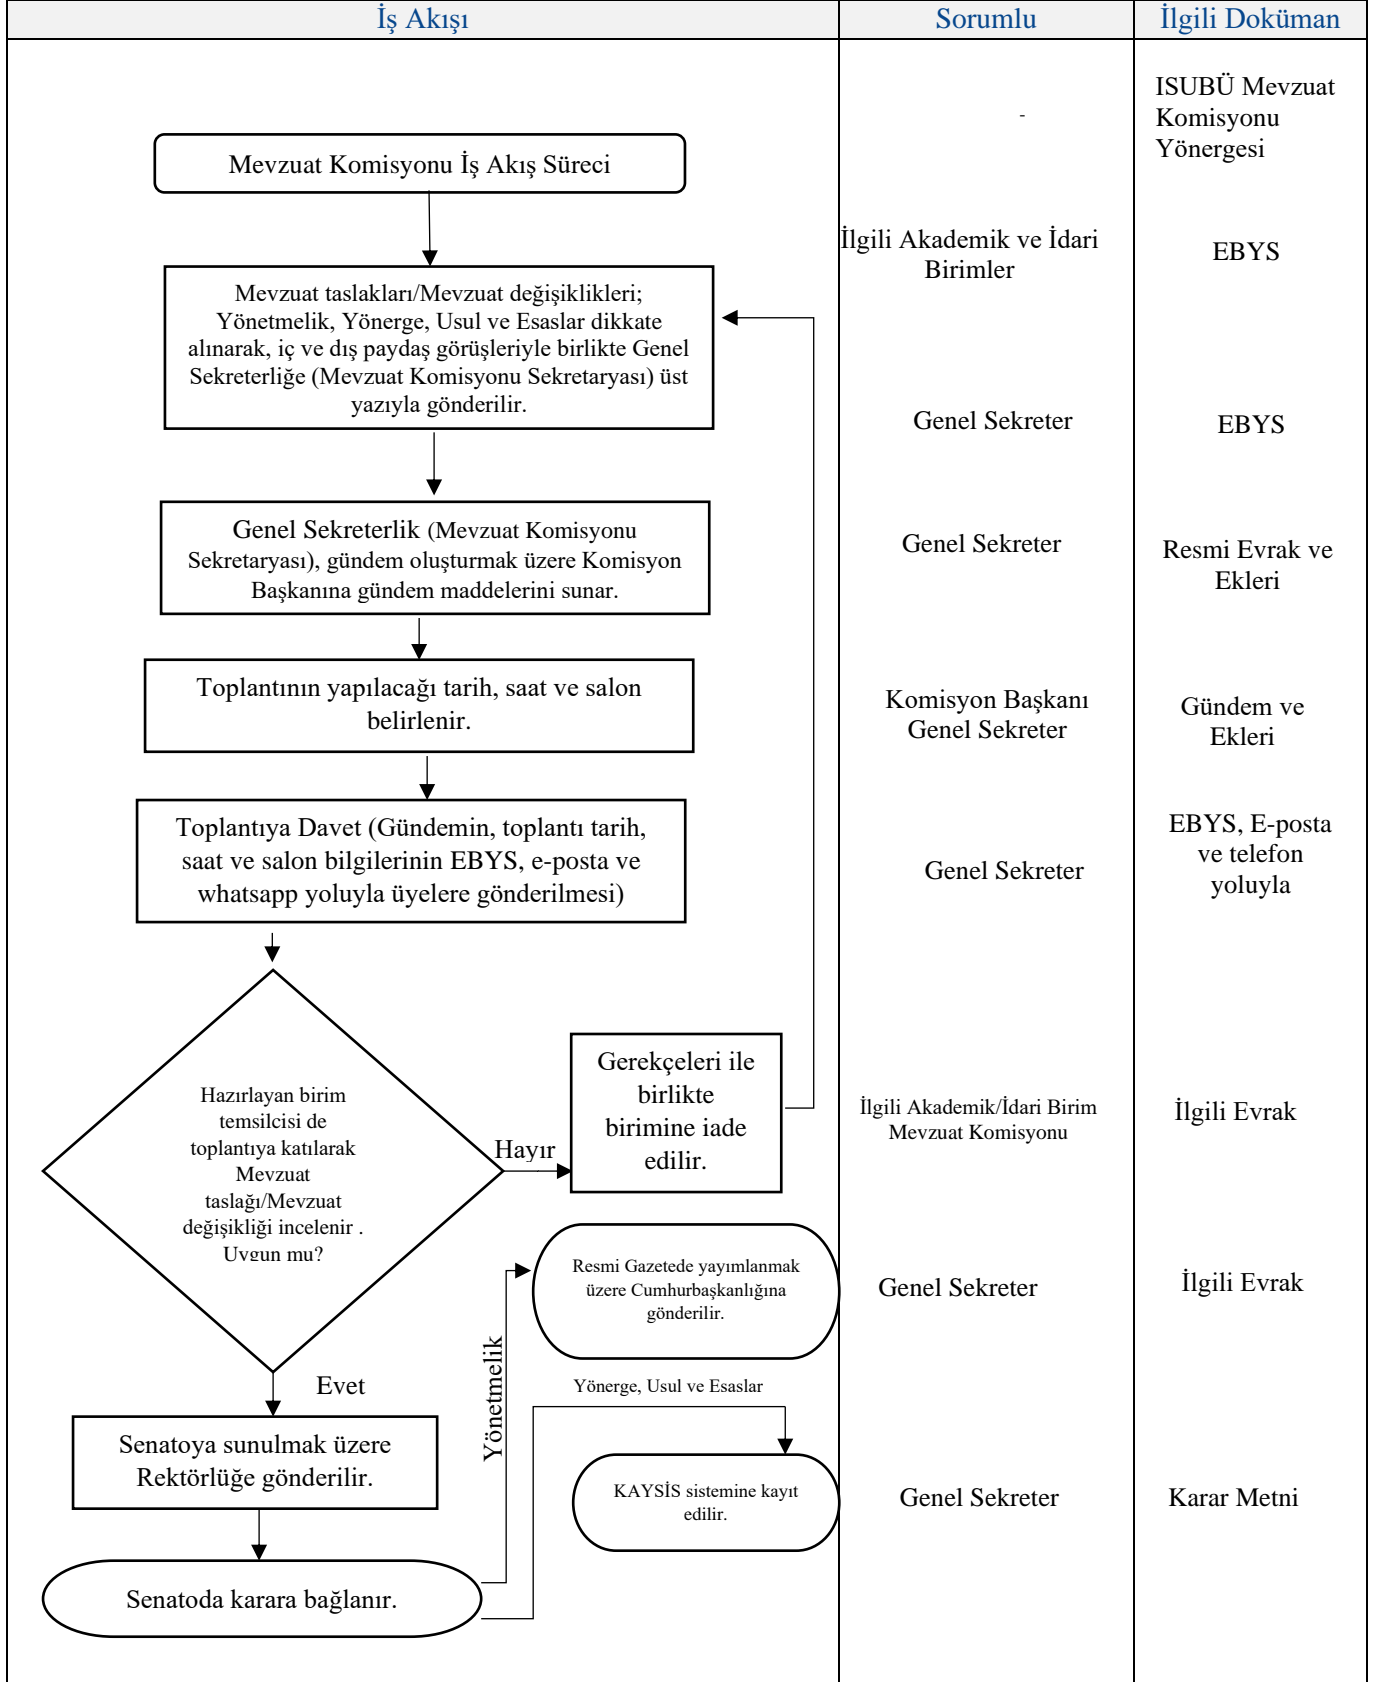 İş Akışı
Sorumlu
İlgili Doküman
-
ISUBÜ Mevzuat
Komisyonu
Yönergesi
Mevzuat Komisyonu İş Akış Süreci
İlgili Akademik ve İdari
Birimler
EBYS
Mevzuat taslakları/Mevzuat değişiklikleri;
Yönetmelik, Yönerge, Usul ve Esaslar dikkate
alınarak, iç ve dış paydaş görüşleriyle birlikte Genel
Sekreterliğe (Mevzuat Komisyonu Sekretaryası) üst
yazıyla gönderilir.
Genel Sekreter
EBYS
Genel Sekreterlik (Mevzuat Komisyonu
Sekretaryası), gündem oluşturmak üzere Komisyon
Başkanına gündem maddelerini sunar.
Genel Sekreter
Resmi Evrak ve
Ekleri
Toplantının yapılacağı tarih, saat ve salon
belirlenir.
Komisyon Başkanı
Genel Sekreter
Gündem ve
Ekleri
Toplantıya Davet (Gündemin, toplantı tarih,
saat ve salon bilgilerinin EBYS, e-posta ve
whatsapp yoluyla üyelere gönderilmesi)
Genel Sekreter
EBYS, E-posta
ve telefon
yoluyla
Hazırlayan birim
temsilcisi de
toplantıya katılarak
Mevzuat
taslağı/Mevzuat
değişikliği incelenir .
Uygun mu?
Hayır
Gerekçeleri ile
birlikte
birimine iade
edilir.
İlgili Akademik/İdari Birim
Mevzuat Komisyonu
İlgili Evrak
Resmi Gazetede yayımlanmak
üzere Cumhurbaşkanlığına
gönderilir.
Genel Sekreter
İlgili Evrak
Evet
Yönetmelik
Yönerge, Usul ve Esaslar
Senatoya sunulmak üzere
Rektörlüğe gönderilir.
KAYSİS sistemine kayıt
edilir.
Genel Sekreter
Karar Metni
Senatoda karara bağlanır.